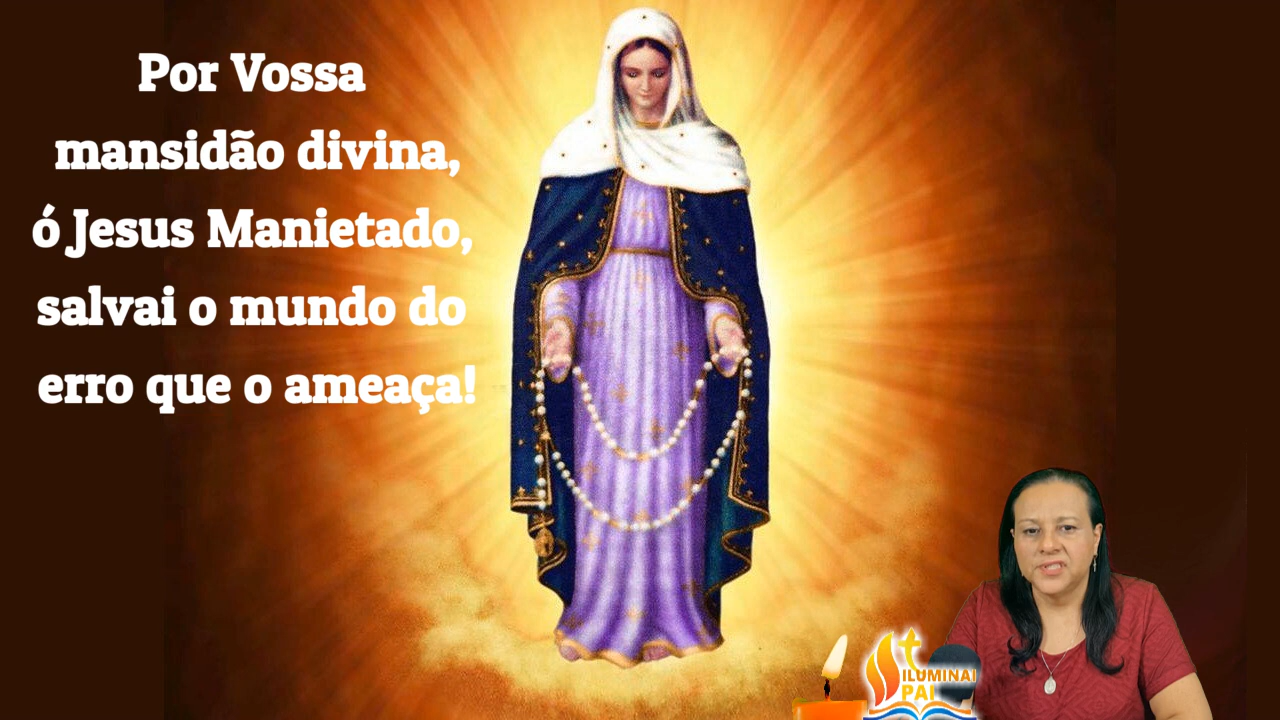 Por Vossa
mansidão divina,
ó Jesus Manietado,
salvai o mundo do
erro que o ameaça!
ILUMINAI
PAI